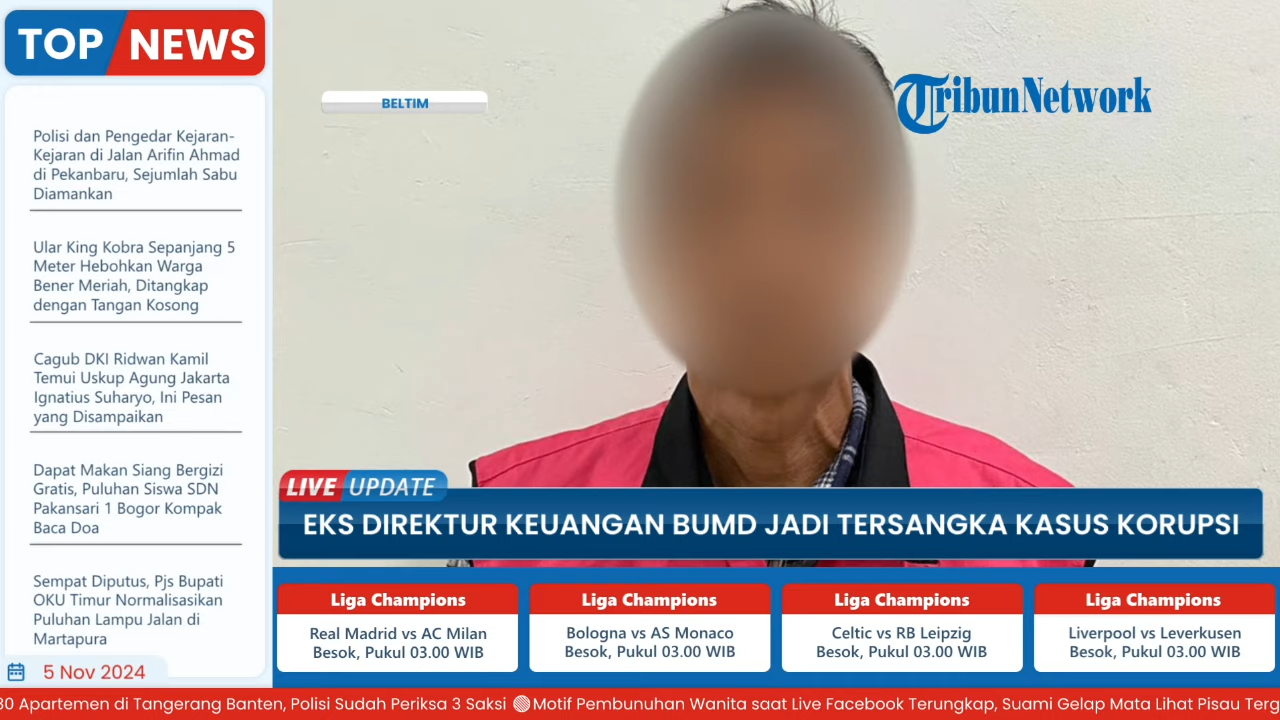 TOP NEWS
Polisi dan Pengedar Kejaran-
Kejaran di Jalan Arifin Ahmad
di Pekanbaru, Sejumlah Sabu
Diamankan
Ular King Kobra Sepanjang 5
Meter Hebohkan Warga
Bener Meriah, Ditangkap
dengan Tangan Kosong
Cagub DKI Ridwan Kamil
Temui Uskup Agung Jakarta
Ignatius Suharyo, Ini Pesan
yang Disampaikan
Dapat Makan Siang Bergizi
Gratis, Puluhan Siswa SDN
Pakansari 1 Bogor Kompak
Baca Doa
Sempat Diputus, Pjs Bupati
OKU Timur Normalisasikan
Puluhan Lampu Jalan di
Martapura
5 Nov 2024
BELTIM
TribunNetwork
LIVE UPDATE
EKS DIREKTUR KEUANGAN BUMD JADI TERSANGKA KASUS KORUPSI
Liga Champions
Real Madrid vs AC Milan
Besok, Pukul 03.00 WIB
Liga Champions
Bologna vs AS Monaco
Besok, Pukul 03.00 WIB
Liga Champions
Celtic vs RB Leipzig
Besok, Pukul 03.00 WIB
Liga Champions
Liverpool vs Leverkusen
Besok, Pukul 03.00 WIB
30 Apartemen di Tangerang Banten, Polisi Sudah Periksa 3 Saksi Motif Pembunuhan Wanita saat Live Facebook Terungkap, Suami Gelap Mata Lihat Pisau Terg